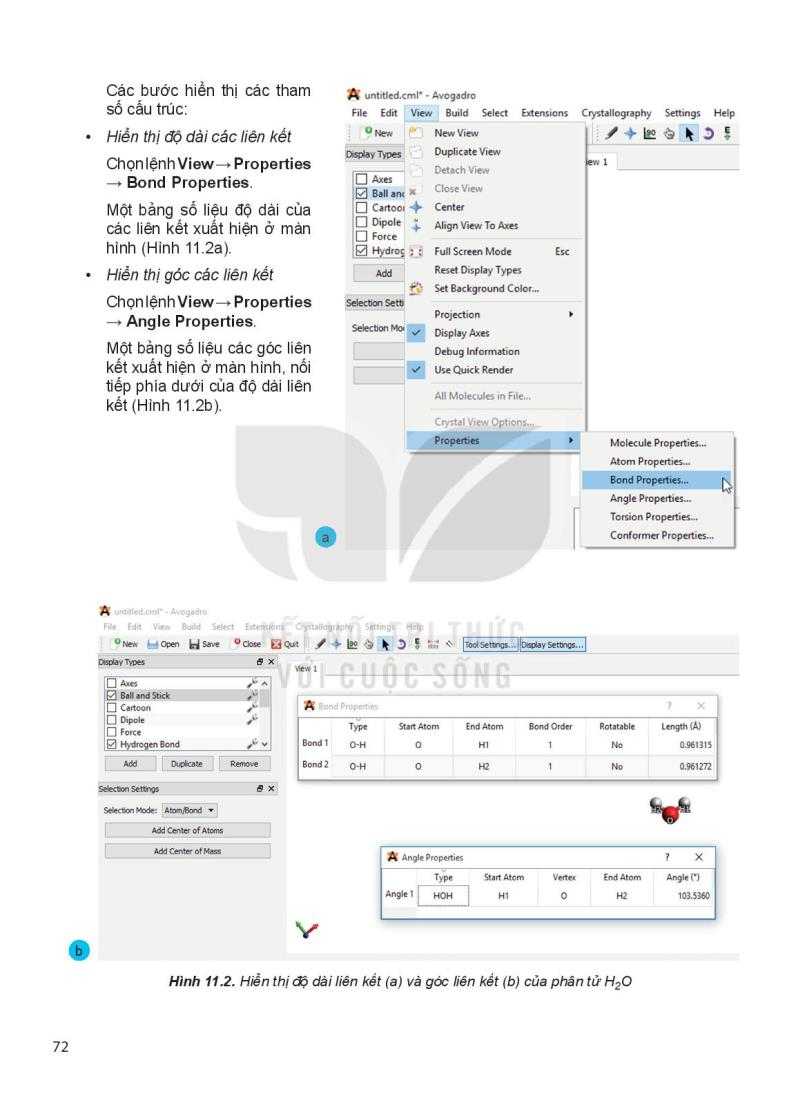 Các bước hiển thị các tham
số cấu trúc:
• Hiển thị độ dài các liên kết
Chọn lệnh View → Properties
→ Bond Properties.
Một bảng số liệu độ dài của
các liên kết xuất hiện ở màn
hình (Hình 11.2a).
• Hiển thị góc các liên kết
Chọn lệnh View → Properties
→ Angle Properties.
Một bảng số liệu các góc liên
kết xuất hiện ở màn hình, nối
tiếp phía dưới của độ dài liên
kết (Hình 11.2b).
untitled.cml* - Avogadro
File Edit View Build Select Extensions Crystallography Settings Help
New
Display Types
Axes
Ball and
Cartoon
Dipole
Force
Hydrog
Add
Selection Setti
Selection Mo
iew 1
New View
Duplicate View
Detach View
Close View
Center
Align View To Axes
Full Screen Mode Esc
Reset Display Types
Set Background Color...
Projection
Display Axes
Debug Information
Use Quick Render
All Molecules in File...
Crystal View Options...
Properties
Molecule Properties...
Atom Properties...
Bond Properties...
Angle Properties...
Torsion Properties...
Conformer Properties...
a
KẾT NỐI TRI THỨC
VỚI CUỘC SỐNG
untitled.cml* - Avogadro
File Edit View Build Select Extensions Crystallography Settings Help
New Open Save Close Quit Tool Settings... Display Settings...
Display Types
View 1
Axes
Ball and Stick
Cartoon
Dipole
Force
Hydrogen Bond
Add Duplicate Remove
Selection Settings
Selection Mode: Atom/Bond
Add Center of Atoms
Add Center of Mass
Bond Properties ? ×
Type Start Atom End Atom Bond Order Rotatable Length (Å)
Bond 1 O-H O H1 1 No 0.961315
Bond 2 O-H O H2 1 No 0.961272
Angle Properties ? ×
Type Start Atom Vertex End Atom Angle (°)
Angle 1 HOH H1 O H2 103.5360
b
Hình 11.2. Hiển thị độ dài liên kết (a) và góc liên kết (b) của phân tử H₂O
72